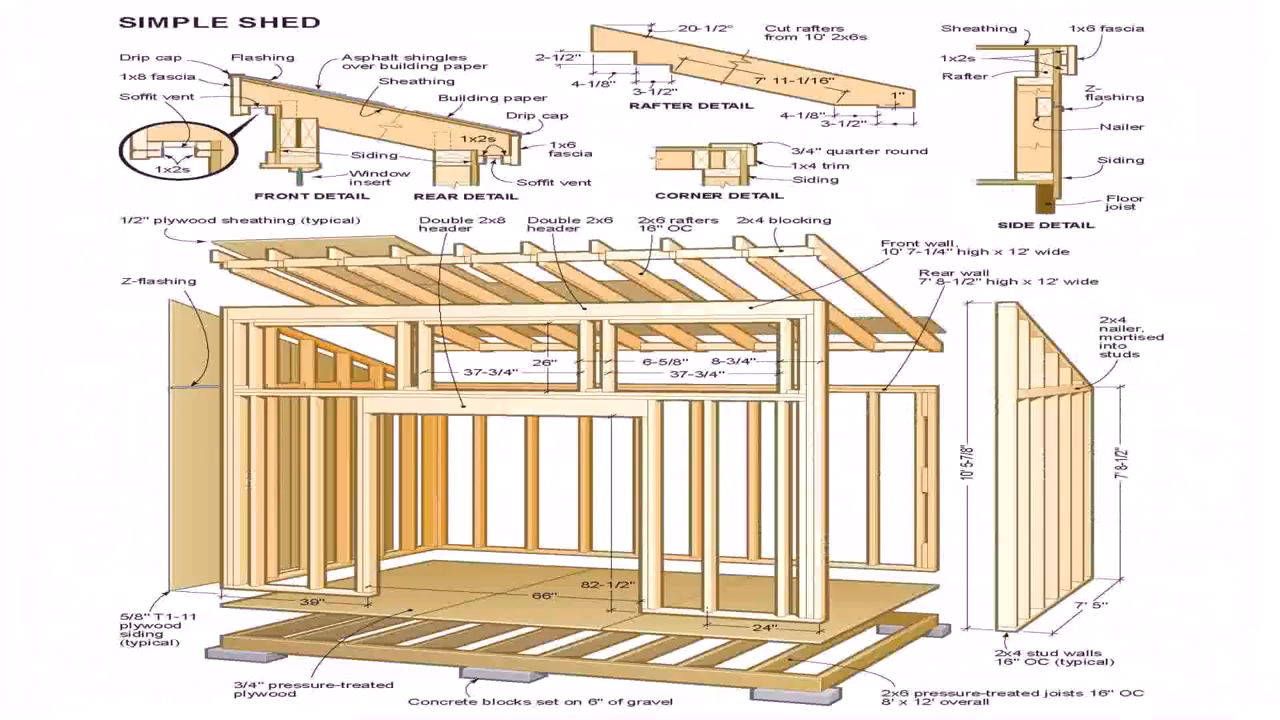 SIMPLE SHED
Drip cap
Flashing
Asphalt shingles
over building paper
1x8 fascia
Sheathing
Soffit vent
Building paper
Drip cap
1x2s
1x6
fascia
1x2s
Siding
Window
insert
Soffit vent
FRONT DETAIL
REAR DETAIL
20-1/2"
Cut rafters
from 10' 2x6s
2-1/2"
4-1/8"
3-1/2"
7' 11-1/16"
1"
4-1/8"
3-1/2"
RAFTER DETAIL
3/4" quarter round
1x4 trim
Siding
CORNER DETAIL
Sheathing
1x6 fascia
1x2s
Rafter
Z-
flashing
Nailer
Siding
Floor
joist
SIDE DETAIL
1/2" plywood sheathing (typical)
Double 2x8
header
Double 2x6
header
2x6 rafters
16" OC
2x4 blocking
Front wall,
10' 7-1/4" high x 12' wide
Rear wall
7' 8-1/2" high x 12' wide
Z-flashing
2x4
nailer,
mortised
into
studs
26"
6-5/8"
8-3/4"
37-3/4"
37-3/4"
10' 5-7/8"
7' 8-1/2"
82-1/2"
66"
39"
24"
7' 5"
5/8" T1-11
plywood
siding
(typical)
2x4 stud walls
16" OC (typical)
3/4" pressure-treated
plywood
Concrete blocks set on 6" of gravel
2x6 pressure-treated joists 16" OC
8' x 12' overall